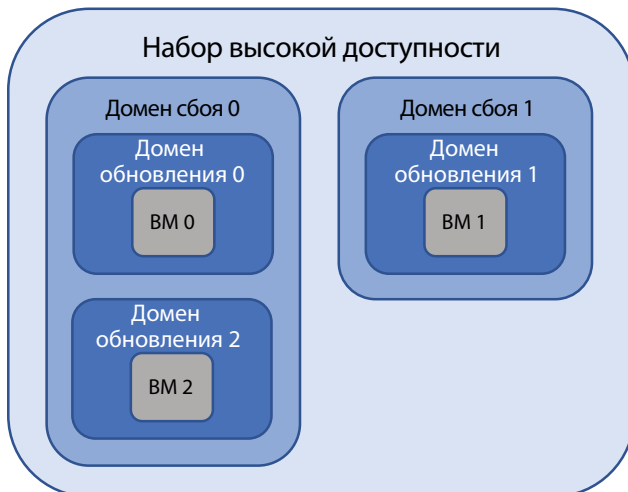 Набор высокой доступности
Домен сбоя 0
Домен
обновления 0
ВМ 0
Домен
обновления 2
ВМ 2
Домен сбоя 1
Домен
обновления 1
ВМ 1